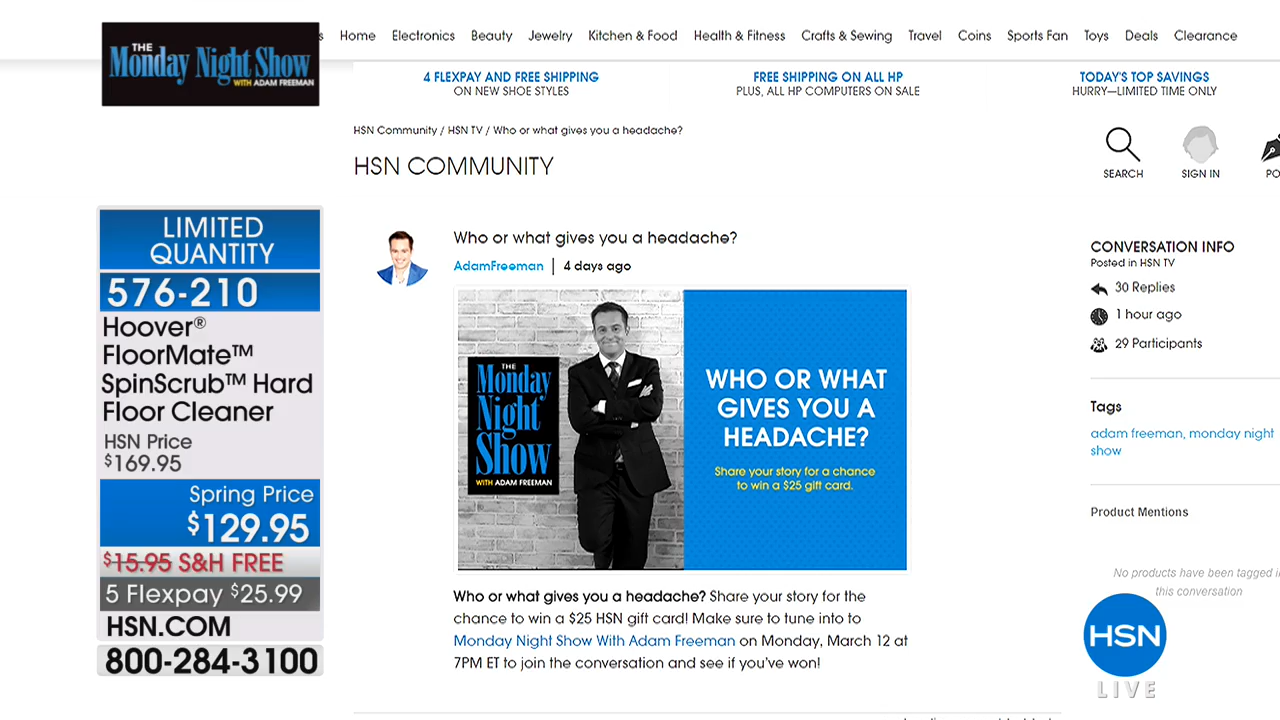 THE
Monday Night Show
WITH ADAM FREEMAN
Home Electronics Beauty Jewelry Kitchen & Food Health & Fitness Crafts & Sewing Travel Coins Sports Fan Toys Deals Clearance
4 FLEXPAY AND FREE SHIPPING
ON NEW SHOE STYLES
FREE SHIPPING ON ALL HP
PLUS, ALL HP COMPUTERS ON SALE
TODAY'S TOP SAVINGS
HURRY—LIMITED TIME ONLY
HSN Community / HSN TV / Who or what gives you a headache?
HSN COMMUNITY
SEARCH
SIGN IN
PO
LIMITED
QUANTITY
576-210
Hoover®
FloorMate™
SpinScrub™ Hard
Floor Cleaner
HSN Price
$169.95
Spring Price
$129.95
$15.95 S&H FREE
5 Flexpay $25.99
HSN.COM
800-284-3100
Who or what gives you a headache?
AdamFreeman | 4 days ago
THE
Monday
Night
Show
WITH ADAM FREEMAN
WHO OR WHAT
GIVES YOU A
HEADACHE?
Share your story for a chance
to win a $25 gift card.
Who or what gives you a headache? Share your story for the
chance to win a $25 HSN gift card! Make sure to tune into to
Monday Night Show With Adam Freeman on Monday, March 12 at
7PM ET to join the conversation and see if you've won!
CONVERSATION INFO
Posted in HSN TV
30 Replies
1 hour ago
29 Participants
Tags
adam freeman, monday night
show
Product Mentions
No products have been tagged i
this conversation
HSN
LIVE